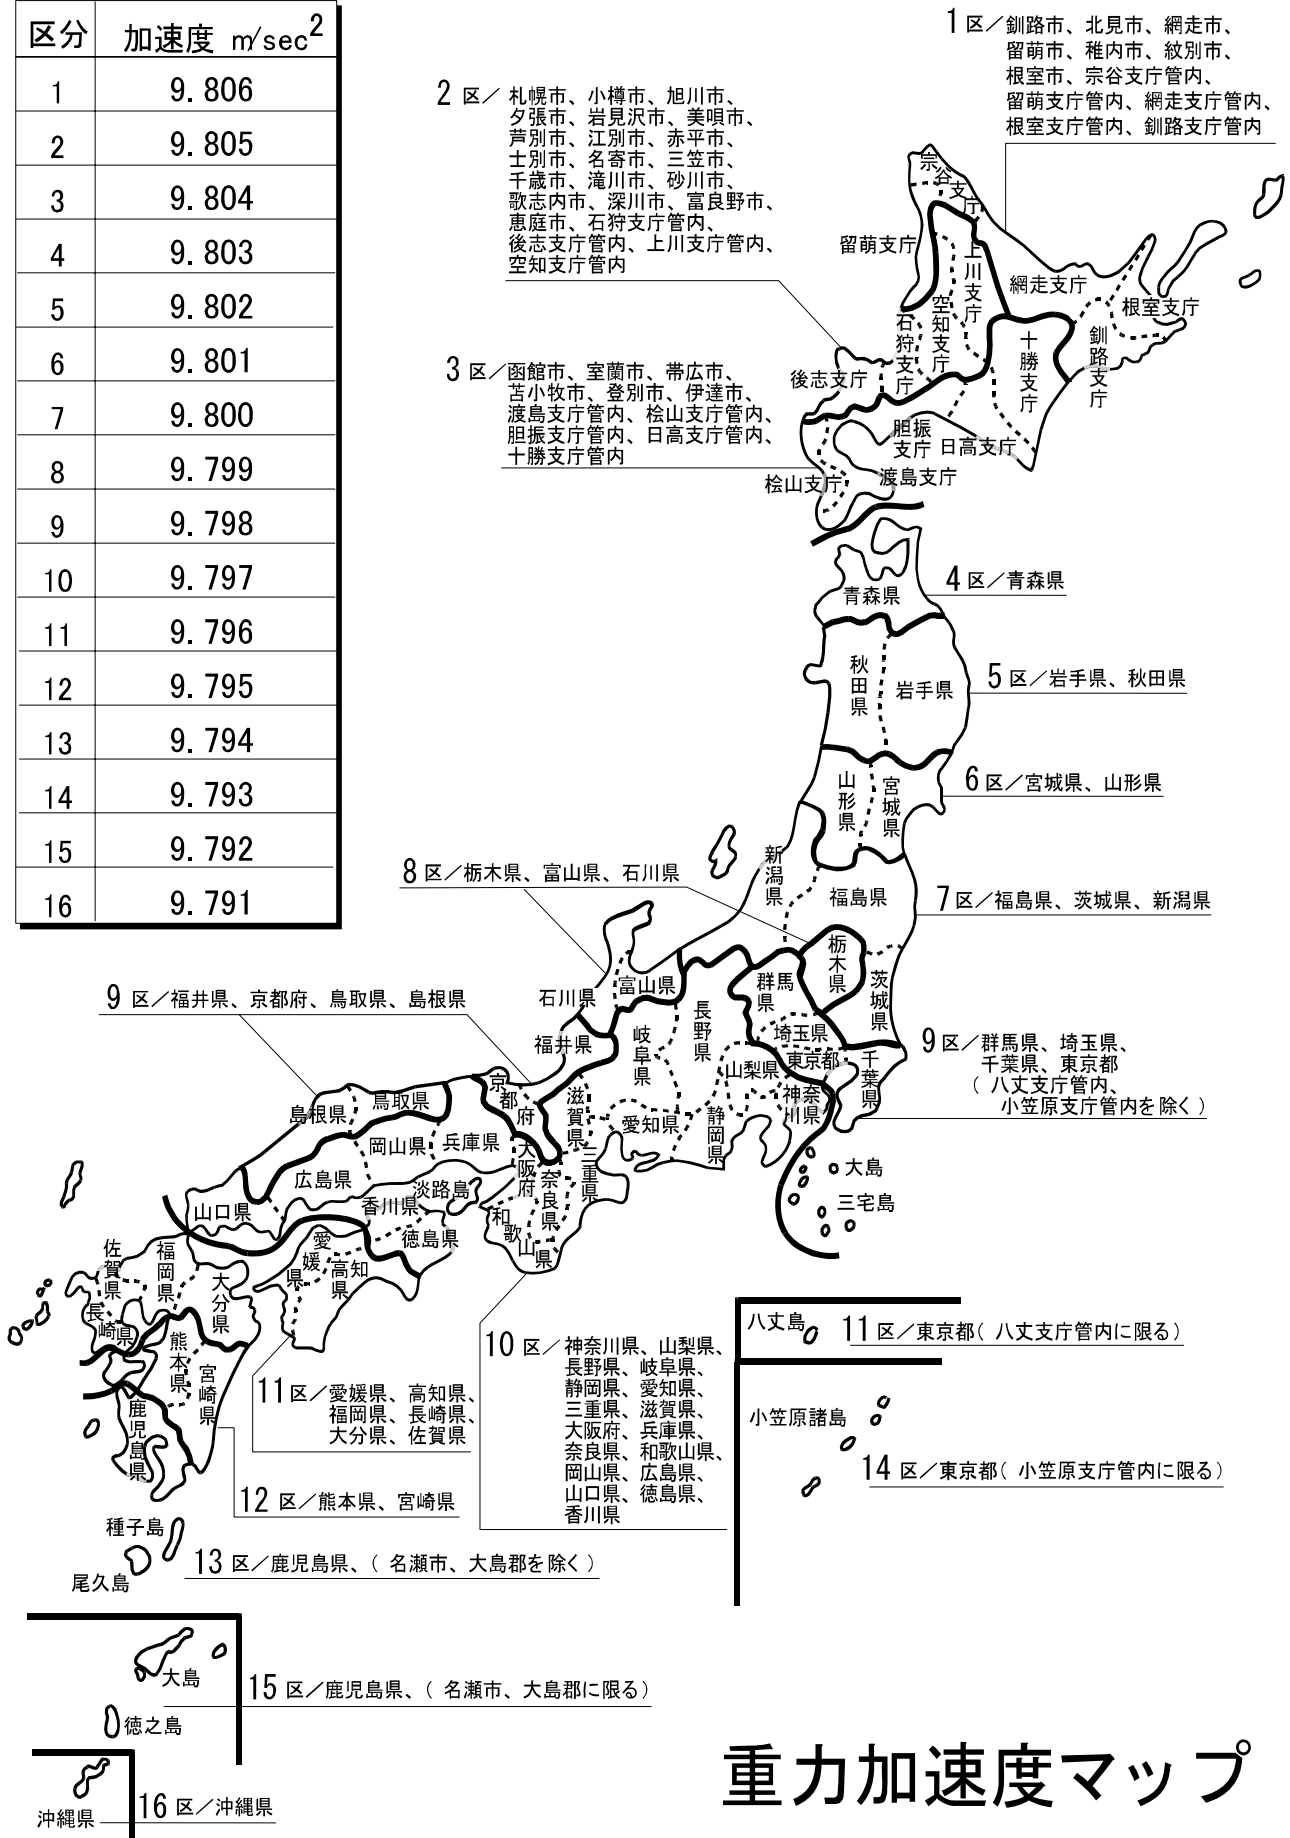 区分 加速度 m/sec2
1 9.806
2 9.805
3 9.804
4 9.803
5 9.802
6 9.801
7 9.800
8 9.799
9 9.798
10 9.797
11 9.796
12 9.795
13 9.794
14 9.793
15 9.792
16 9.791
1区／釧路市、北見市、網走市、
留萌市、稚内市、紋別市、
根室市、宗谷支庁管内、
留萌支庁管内、網走支庁管内、
根室支庁管内、釧路支庁管内
2区／札幌市、小樽市、旭川市、
夕張市、岩見沢市、美唄市、
芦別市、江別市、赤平市、
士別市、名寄市、三笠市、
千歳市、滝川市、砂川市、
歌志内市、深川市、富良野市、
恵庭市、石狩支庁管内、
後志支庁管内、上川支庁管内、
空知支庁管内
3区／函館市、室蘭市、帯広市、
苫小牧市、登別市、伊達市、
渡島支庁管内、桧山支庁管内、
胆振支庁管内、日高支庁管内、
十勝支庁管内
宗谷支庁
留萌支庁
上川支庁
網走支庁
根室支庁
空知支庁
石狩支庁
釧路支庁
十勝支庁
後志支庁
胆振支庁
日高支庁
渡島支庁
桧山支庁
4区／青森県
青森県
5区／岩手県、秋田県
秋田県
岩手県
6区／宮城県、山形県
山形県
宮城県
7区／福島県、茨城県、新潟県
新潟県
福島県
8区／栃木県、富山県、石川県
栃木県
茨城県
群馬県
富山県
石川県
長野県
9区／福井県、京都府、鳥取県、島根県
埼玉県
岐阜県
福井県
東京都
千葉県
山梨県
神奈川県
9区／群馬県、埼玉県、
千葉県、東京都
（八丈支庁管内、
小笠原支庁管内を除く）
京都府
滋賀県
鳥取県
島根県
愛知県
静岡県
岡山県
兵庫県
大阪府
三重県
奈良県
広島県
淡路島
香川県
山口県
和歌山県
徳島県
大島
三宅島
愛媛県
高知県
佐賀県
福岡県
大分県
長崎県
熊本県
宮崎県
鹿児島県
八丈島
11区／東京都（八丈支庁管内に限る）
10区／神奈川県、山梨県、
長野県、岐阜県、
静岡県、愛知県、
三重県、滋賀県、
大阪府、兵庫県、
奈良県、和歌山県、
岡山県、広島県、
山口県、徳島県、
香川県
11区／愛媛県、高知県、
福岡県、長崎県、
大分県、佐賀県
小笠原諸島
14区／東京都（小笠原支庁管内に限る）
12区／熊本県、宮崎県
種子島
尾久島
13区／鹿児島県、（名瀬市、大島郡を除く）
大島
15区／鹿児島県、（名瀬市、大島郡に限る）
徳之島
沖縄県
16区／沖縄県
重力加速度マップ